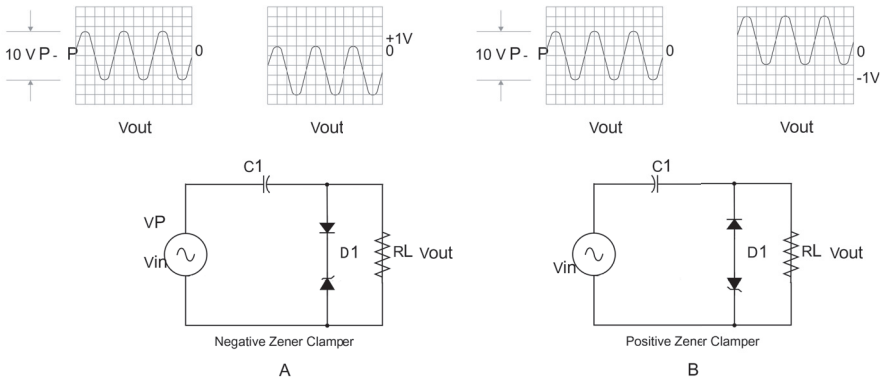 10 V P - P
0
+1V
0
Vout
Vout
10 V P - P
0
0
-1V
Vout
Vout
C1
VP
Vin
D1
RL
Vout
Negative Zener Clamper
A
C1
Vin
D1
RL
Vout
Positive Zener Clamper
B